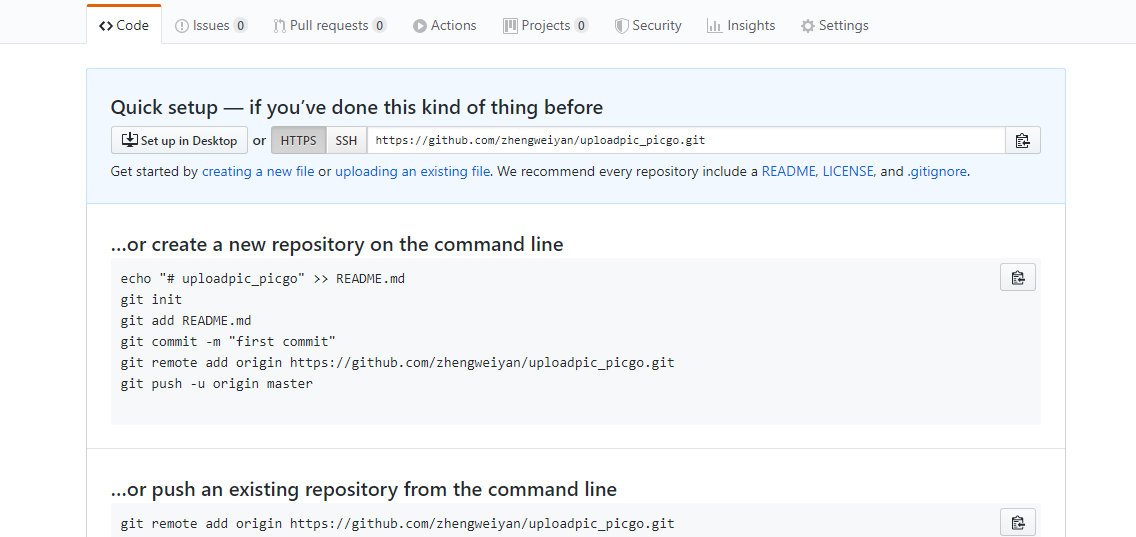 Code Issues 0 Pull requests 0 Actions Projects 0 Security Insights Settings
Quick setup — if you’ve done this kind of thing before
Set up in Desktop or HTTPS SSH https://github.com/zhengweiyan/uploadpic_picgo.git
Get started by creating a new file or uploading an existing file. We recommend every repository include a README, LICENSE, and .gitignore.
…or create a new repository on the command line
echo "# uploadpic_picgo" >> README.md
git init
git add README.md
git commit -m "first commit"
git remote add origin https://github.com/zhengweiyan/uploadpic_picgo.git
git push -u origin master
…or push an existing repository from the command line
git remote add origin https://github.com/zhengweiyan/uploadpic_picgo.git